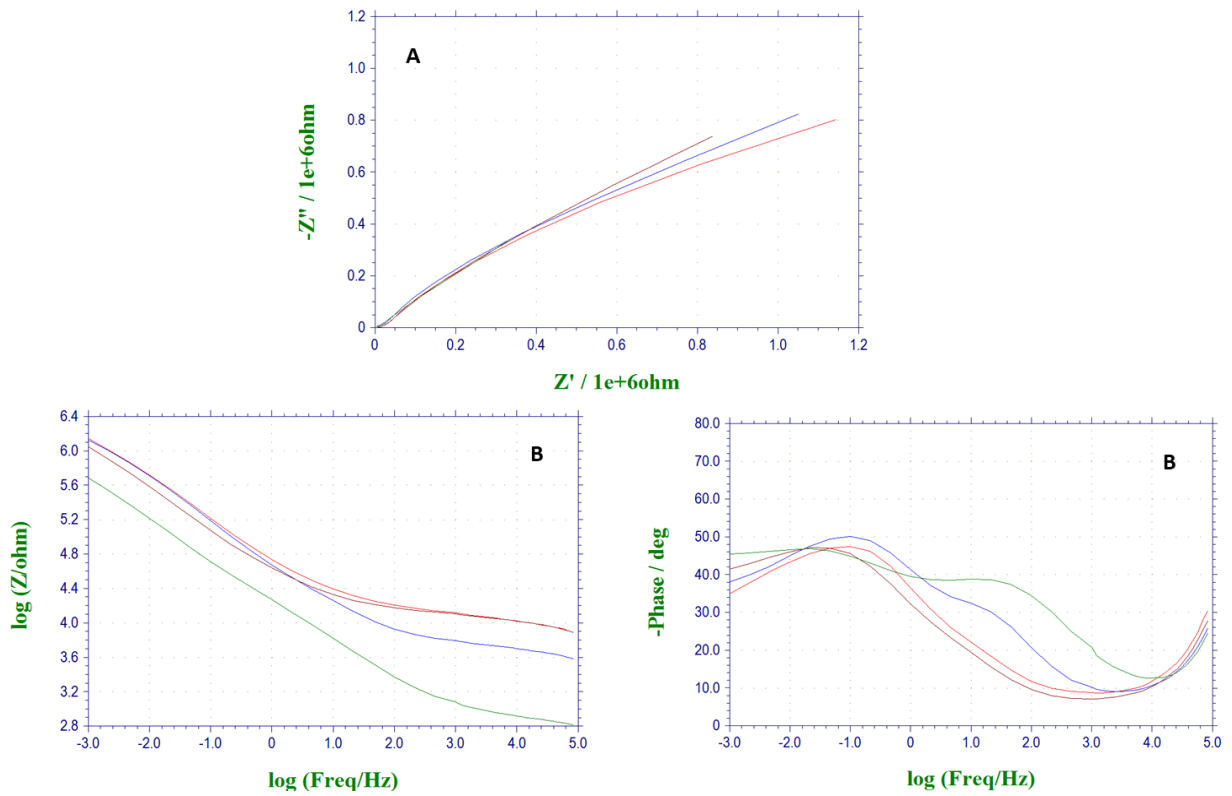 A
1.2
1.0
0.8
0.6
0.4
0.2
0
0 0.2 0.4 0.6 0.8 1.0 1.2
-Z" / 1e+6ohm
Z' / 1e+6ohm
B
6.4
6.0
5.6
5.2
4.8
4.4
4.0
3.6
3.2
2.8
-3.0 -2.0 -1.0 0 1.0 2.0 3.0 4.0 5.0
log (Z/ohm)
log (Freq/Hz)
B
80.0
70.0
60.0
50.0
40.0
30.0
20.0
10.0
0
-3.0 -2.0 -1.0 0 1.0 2.0 3.0 4.0 5.0
-Phase / deg
log (Freq/Hz)